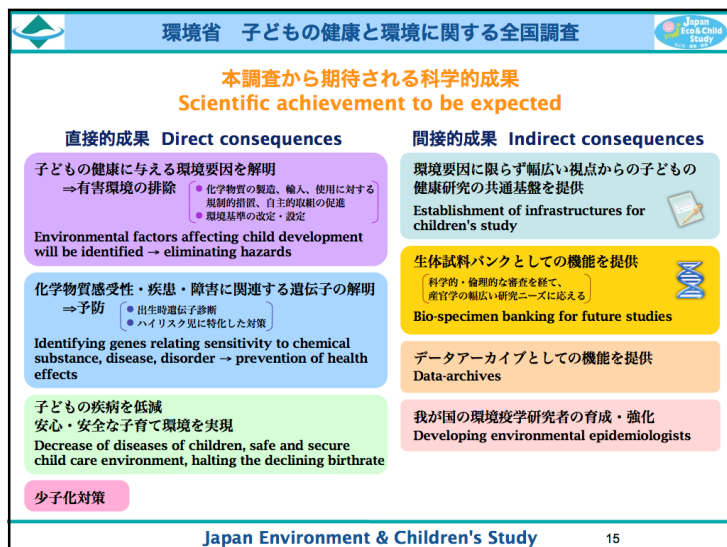 環境省 子どもの健康と環境に関する全国調査
Japan
Eco&Child
Study
本調査から期待される科学的成果
Scientific achievement to be expected
直接的成果 Direct consequences
子どもの健康に与える環境要因を解明
⇒有害環境の排除
● 化学物質の製造、輸入、使用に対する
規制的措置、自主的取組の促進
● 環境基準の改定・設定
Environmental factors affecting child development
will be identified → eliminating hazards
化学物質感受性・疾患・障害に関連する遺伝子の解明
⇒予防
● 出生時遺伝子診断
● ハイリスク児に特化した対策
Identifying genes relating sensitivity to chemical
substance, disease, disorder → prevention of health
effects
子どもの疾病を低減
安心・安全な子育て環境を実現
Decrease of diseases of children, safe and secure
child care environment, halting the declining birthrate
少子化対策
間接的成果 Indirect consequences
環境要因に限らず幅広い視点からの子どもの
健康研究の共通基盤を提供
Establishment of infrastructures for
children's study
生体試料バンクとしての機能を提供
科学的・倫理的な審査を経て、
産官学の幅広い研究ニーズに応える
Bio-specimen banking for future studies
データアーカイブとしての機能を提供
Data-archives
我が国の環境疫学研究者の育成・強化
Developing environmental epidemiologists
Japan Environment & Children's Study
15